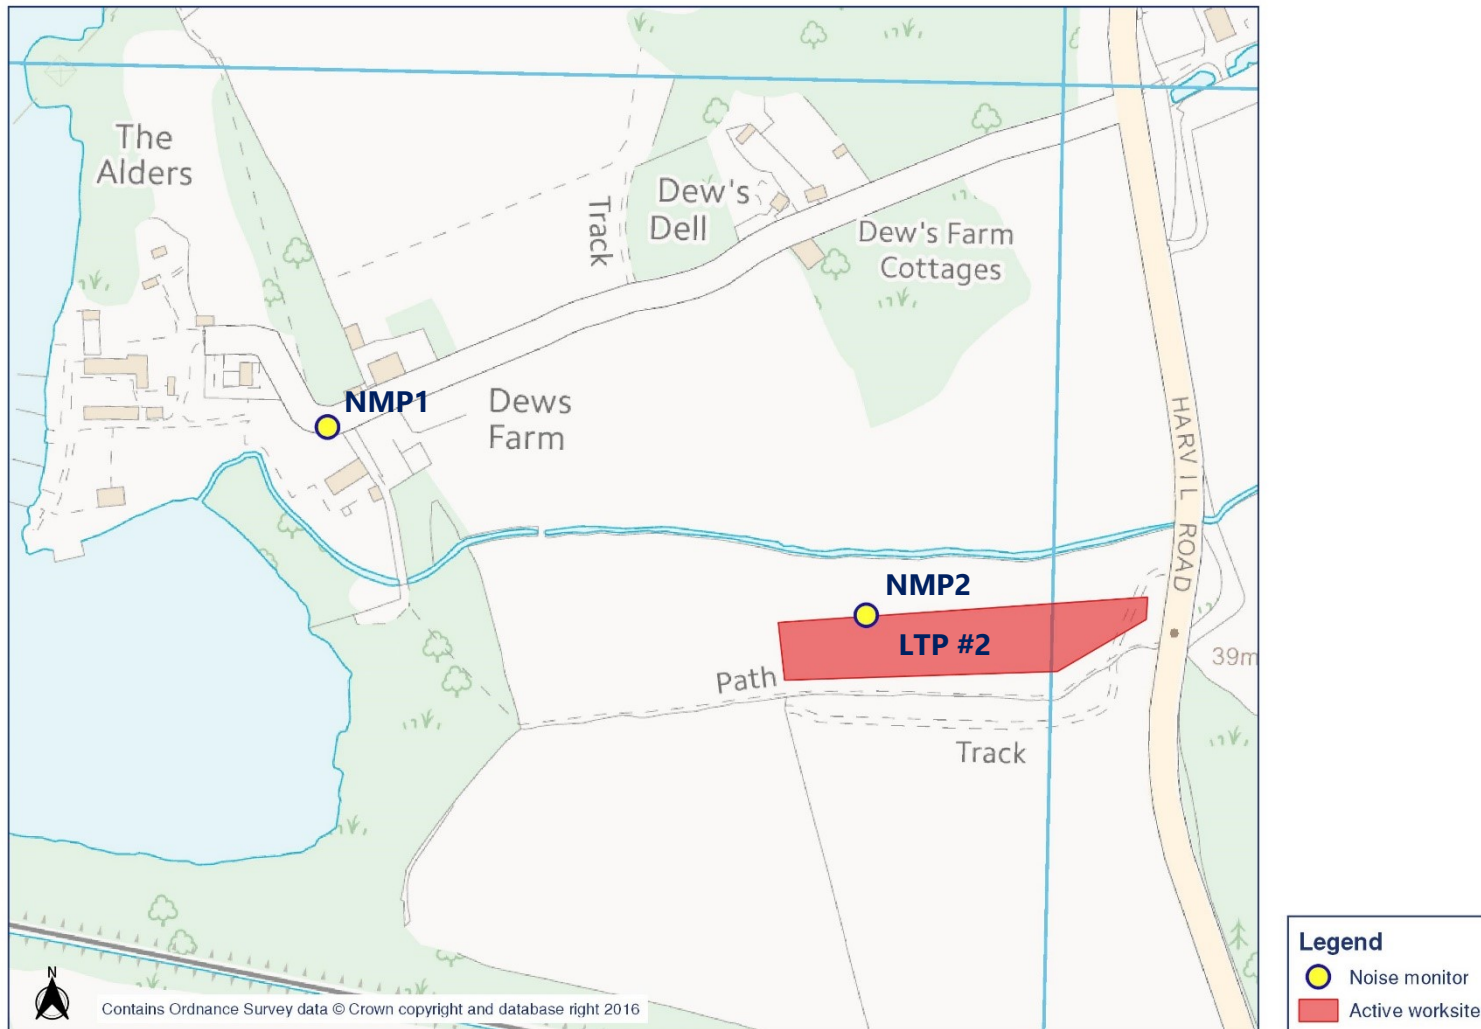 The
Alders
Track
Dew's
Dell
Dew's Farm
Cottages
NMP1
Dews
Farm
HARVIL ROAD
NMP2
LTP #2
Path
39m
Track
N
Contains Ordnance Survey data © Crown copyright and database right 2016
Legend
Noise monitor
Active worksite